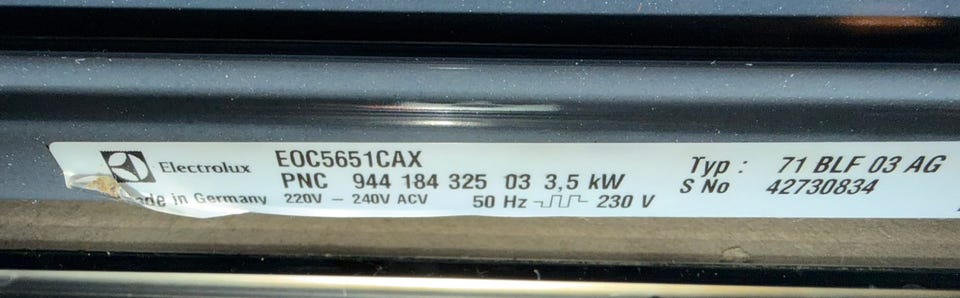 Electrolux
EOC5651CAX
PNC 944 184 325 03 3,5 kW
in Germany
220V – 240V ACV 50 Hz 230 V
Typ : 71 BLF 03 AG
S No 42730834